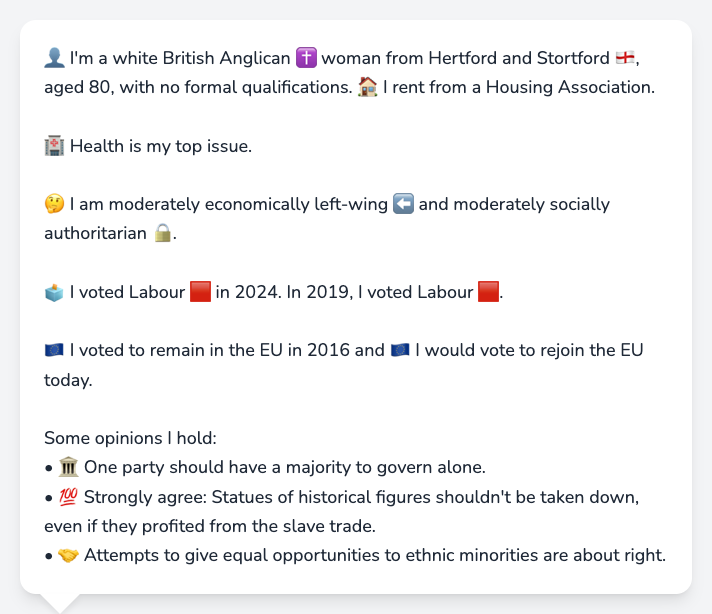 👤 I'm a white British Anglican ✝️ woman from Hertford and Stortford 🏴󠁧󠁢󠁥󠁮󠁧󠁿,
aged 80, with no formal qualifications. 🏠 I rent from a Housing Association.
🏥 Health is my top issue.
🤔 I am moderately economically left-wing ⬅️ and moderately socially
authoritarian 🔒.
🗳️ I voted Labour 🟥 in 2024. In 2019, I voted Labour 🟥.
🇪🇺 I voted to remain in the EU in 2016 and 🇪🇺 I would vote to rejoin the EU
today.
Some opinions I hold:
• 🏛️ One party should have a majority to govern alone.
• 💯 Strongly agree: Statues of historical figures shouldn't be taken down,
even if they profited from the slave trade.
• 🤝 Attempts to give equal opportunities to ethnic minorities are about right.